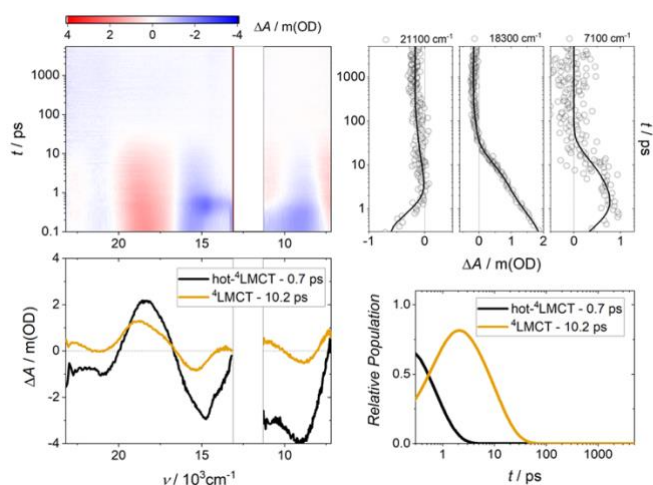 4 2 0 -2 -4 ΔA / m(OD)
5000
1000
100
10
1
0.1
t / ps
20 15 10
21100 cm⁻¹ 18300 cm⁻¹ 7100 cm⁻¹
1000
100
10
1
t / ps
-1 0 0 1 2 0 1
ΔA / m(OD)
hot-⁴LMCT - 0.7 ps
⁴LMCT - 10.2 ps
4
2
0
-2
-4
ΔA / m(OD)
20 15 10
ν / 10³cm⁻¹
hot-⁴LMCT - 0.7 ps
⁴LMCT - 10.2 ps
1.0
0.5
0.0
Relative Population
1 10 100 1000
t / ps